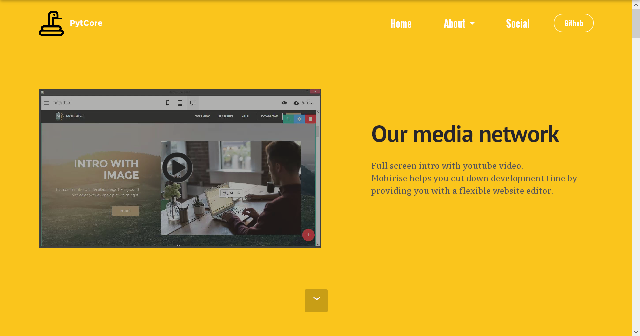 PytCore
Home
About
Social
Github
Our media network
Full screen intro with youtube video.
Mobirise helps you cut down development time by
providing you with a flexible website editor.
INTRO WITH
IMAGE